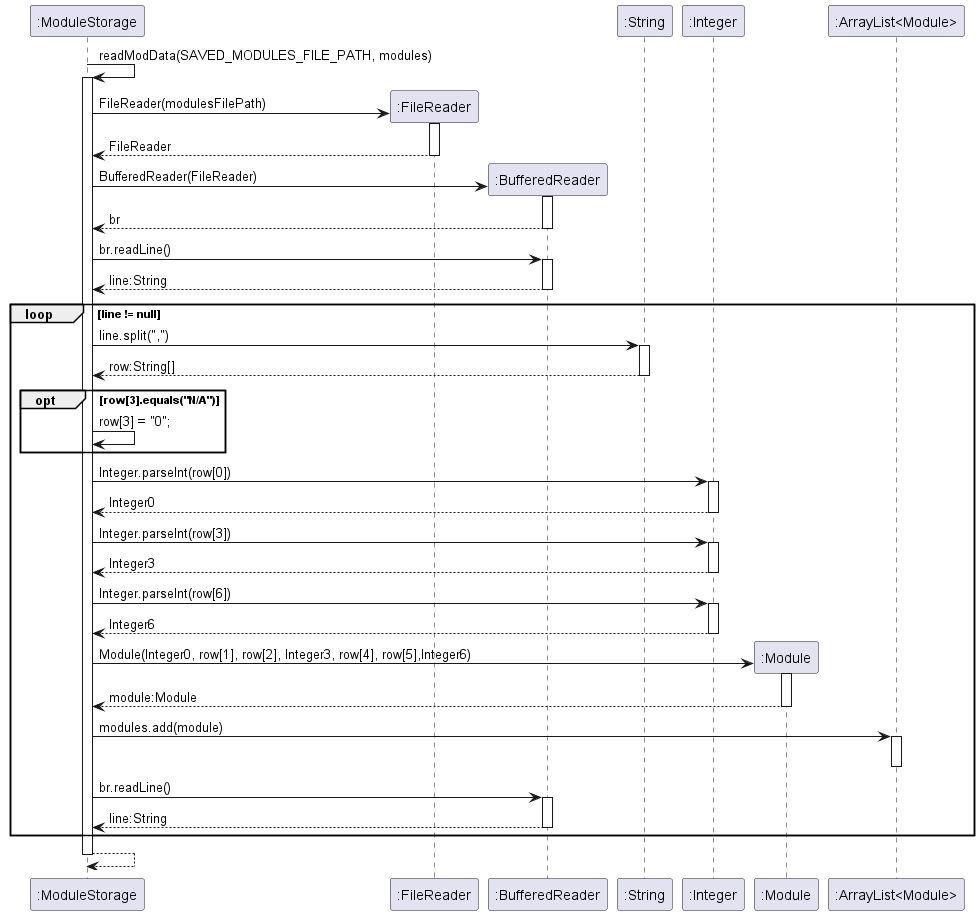 :ModuleStorage :String :Integer :ArrayList<Module>
readModData(SAVED_MODULES_FILE_PATH, modules)
FileReader(modulesFilePath) :FileReader
FileReader
BufferedReader(FileReader) :BufferedReader
br
br.readLine()
line:String
loop [line != null]
line.split(",")
row:String[]
opt [row[3].equals("N/A")]
row[3] = "0";
Integer.parseInt(row[0])
Integer0
Integer.parseInt(row[3])
Integer3
Integer.parseInt(row[6])
Integer6
Module(Integer0, row[1], row[2], Integer3, row[4], row[5],Integer6) :Module
module:Module
modules.add(module)
br.readLine()
line:String
:ModuleStorage :FileReader :BufferedReader :String :Integer :Module :ArrayList<Module>